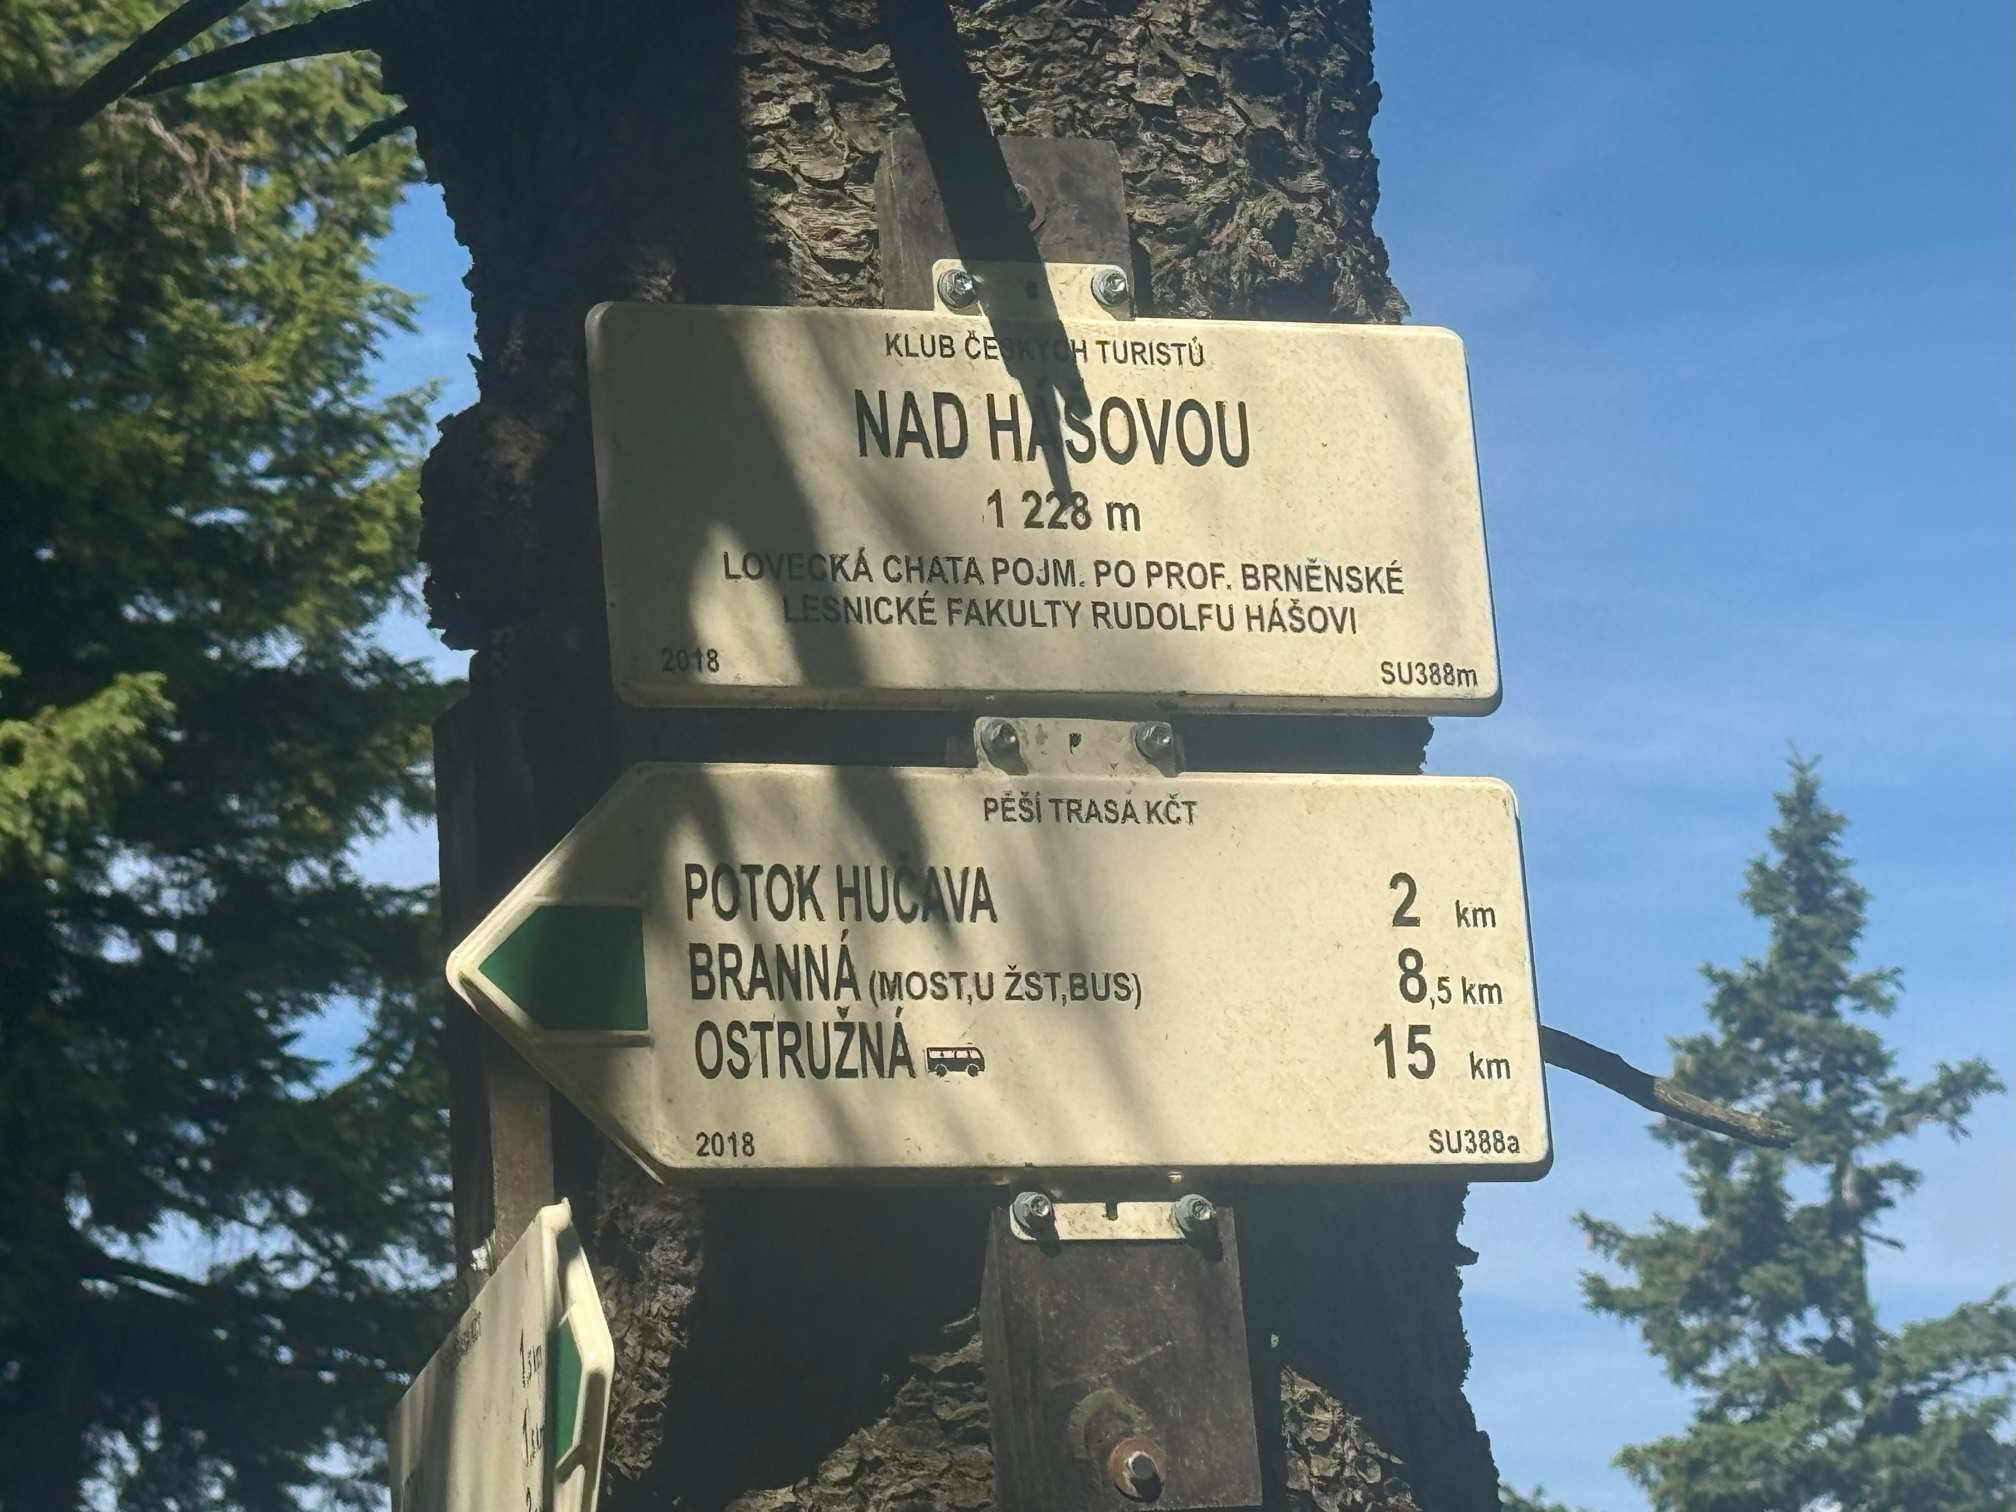 KLUB ČESKÝCH TURISTŮ
NAD HÁŠOVOU
1 228 m
LOVECKÁ CHATA POJM. PO PROF. BRNĚNSKÉ
LESNICKÉ FAKULTY RUDOLFU HÁŠOVI
2018 SU388m
PĚŠÍ TRASA KČT
POTOK HUČAVA 2 km
BRANNÁ (MOST,U ŽST,BUS) 8,5 km
OSTRUŽNÁ 15 km
2018 SU388a